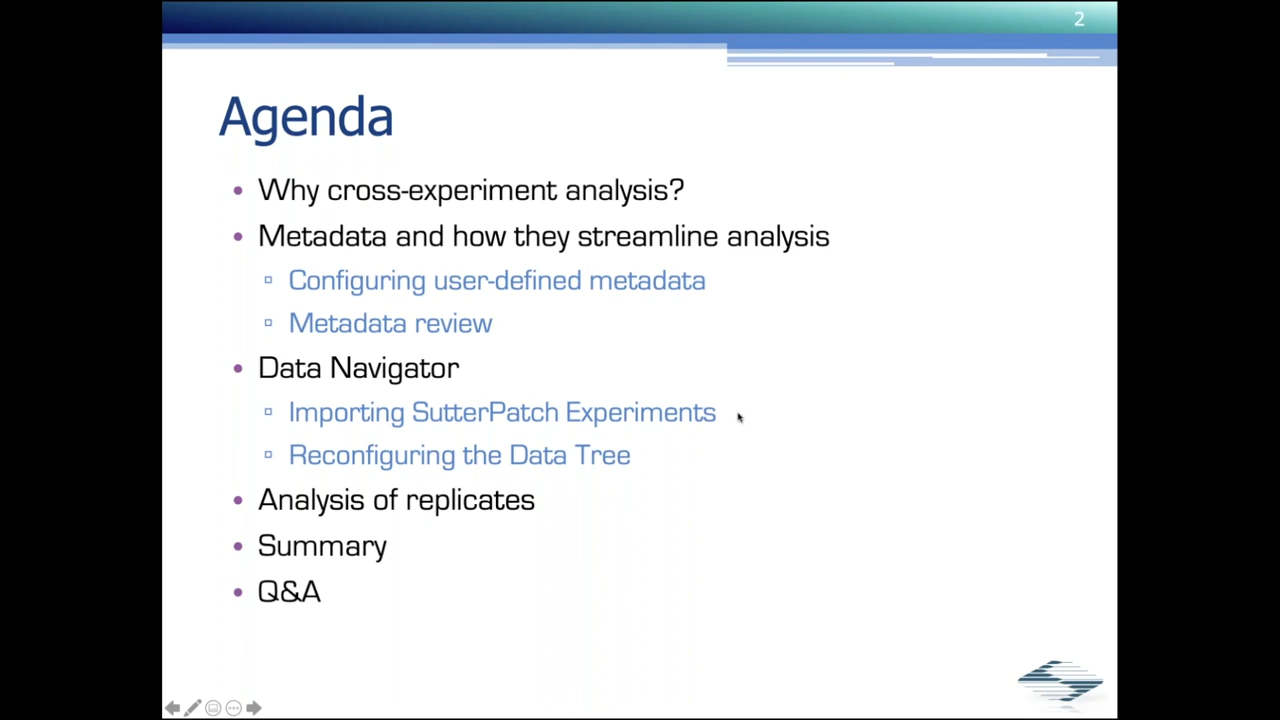 2
Agenda
Why cross-experiment analysis?
Metadata and how they streamline analysis
Configuring user-defined metadata
Metadata review
Data Navigator
Importing SutterPatch Experiments
Reconfiguring the Data Tree
Analysis of replicates
Summary
Q&A